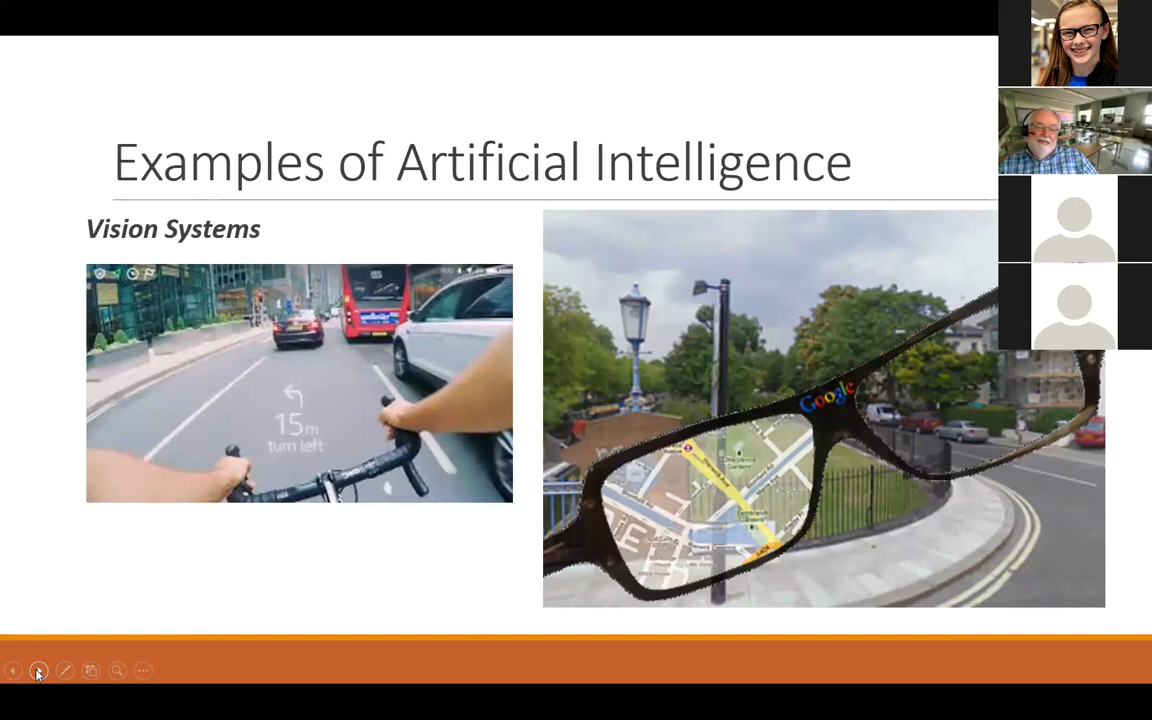 Examples of Artificial Intelligence
Vision Systems
15 m
turn left
Google